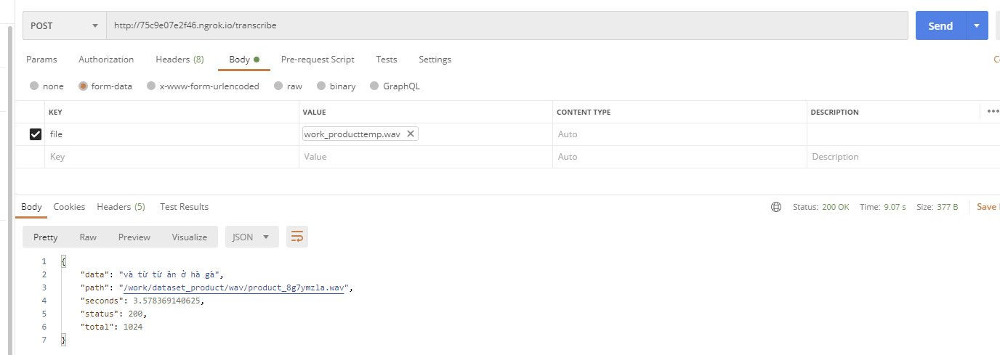 POST http://75c9e07e2f46.ngrok.io/transcribe Send
Params Authorization Headers (8) Body Pre-request Script Tests Settings
none form-data x-www-form-urlencoded raw binary GraphQL
KEY VALUE CONTENT TYPE DESCRIPTION •••
file work_producttemp.wav Auto
Key Value Auto Description
Body Cookies Headers (5) Test Results Status: 200 OK Time: 9.07 s Size: 377 B Save
Pretty Raw Preview Visualize JSON
1 {
2 "data": "và từ từ ăn ở hà gà",
3 "path": "/work/dataset_product/wav/product_8g7ymzla.wav",
4 "seconds": 3.578369140625,
5 "status": 200,
6 "total": 1024
7 }